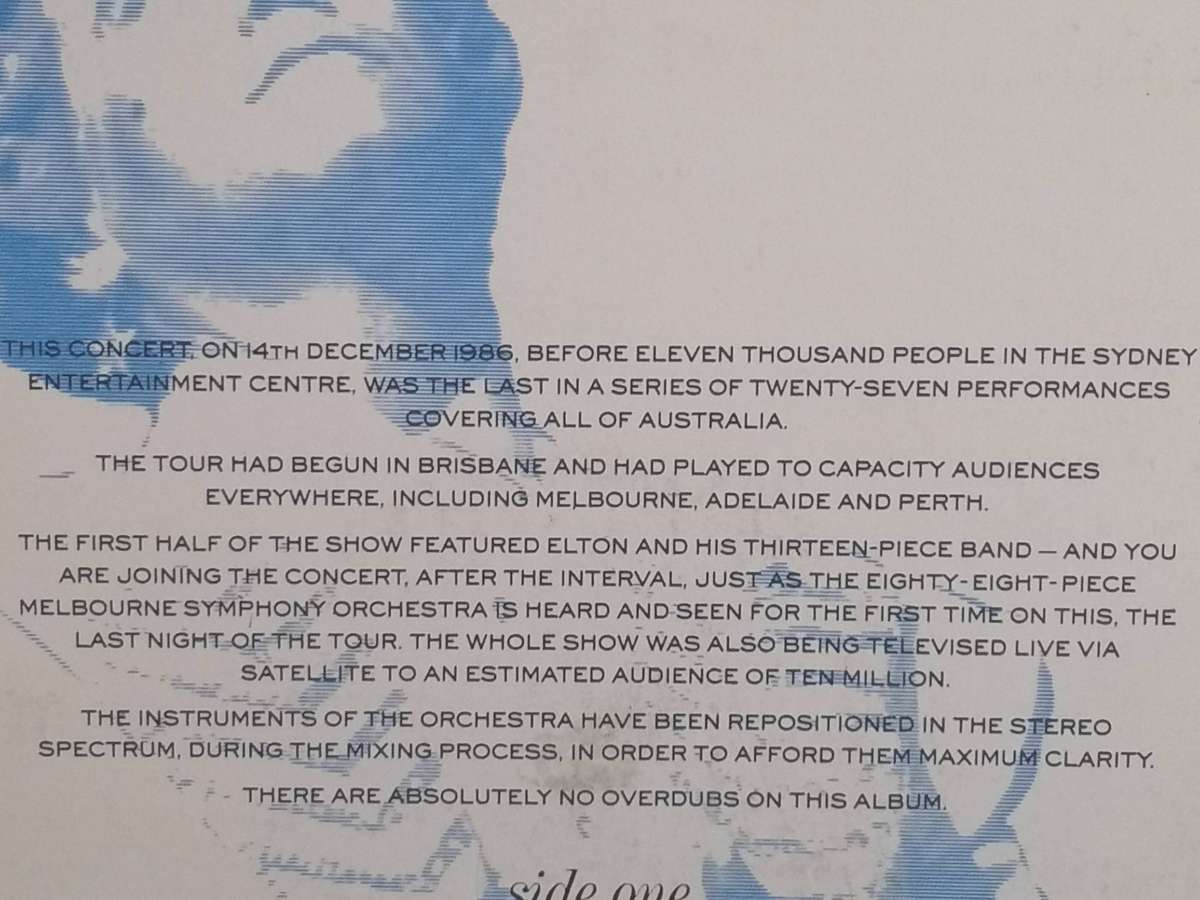 THIS CONCERT, ON 14TH DECEMBER 1986, BEFORE ELEVEN THOUSAND PEOPLE IN THE SYDNEY
ENTERTAINMENT CENTRE, WAS THE LAST IN A SERIES OF TWENTY-SEVEN PERFORMANCES
COVERING ALL OF AUSTRALIA.
THE TOUR HAD BEGUN IN BRISBANE AND HAD PLAYED TO CAPACITY AUDIENCES
EVERYWHERE, INCLUDING MELBOURNE, ADELAIDE AND PERTH.
THE FIRST HALF OF THE SHOW FEATURED ELTON AND HIS THIRTEEN-PIECE BAND — AND YOU
ARE JOINING THE CONCERT, AFTER THE INTERVAL, JUST AS THE EIGHTY-EIGHT-PIECE
MELBOURNE SYMPHONY ORCHESTRA IS HEARD AND SEEN FOR THE FIRST TIME ON THIS, THE
LAST NIGHT OF THE TOUR. THE WHOLE SHOW WAS ALSO BEING TELEVISED LIVE VIA
SATELLITE TO AN ESTIMATED AUDIENCE OF TEN MILLION.
THE INSTRUMENTS OF THE ORCHESTRA HAVE BEEN REPOSITIONED IN THE STEREO
SPECTRUM, DURING THE MIXING PROCESS, IN ORDER TO AFFORD THEM MAXIMUM CLARITY.
THERE ARE ABSOLUTELY NO OVERDUBS ON THIS ALBUM.
side one